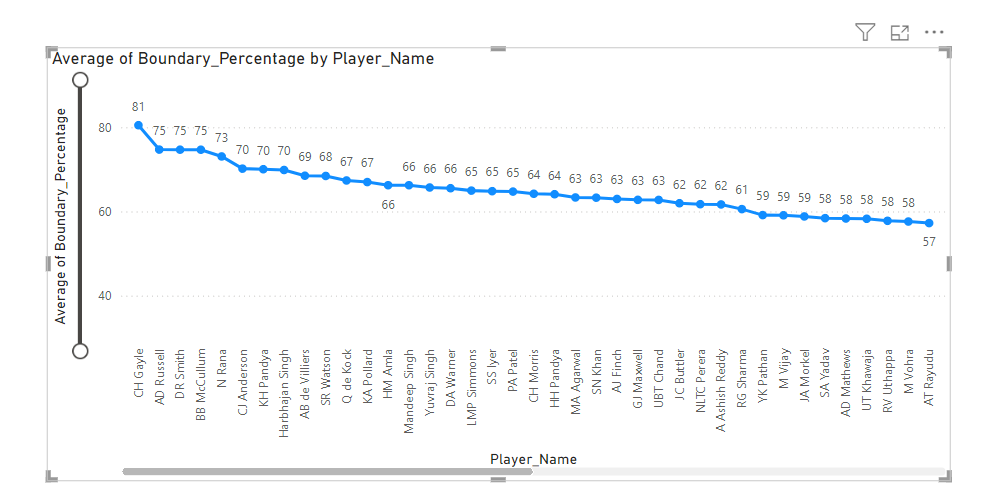 Average of Boundary_Percentage by Player_Name
Average of Boundary_Percentage
80
60
40
81
75
75
75
73
70
70
70
69
68
67
67
66
66
66
66
65
65
65
64
64
63
63
63
63
63
62
62
62
61
59
59
59
58
58
58
58
58
57
CH Gayle
AD Russell
DR Smith
BB McCullum
N Rana
CJ Anderson
KH Pandya
Harbhajan Singh
AB de Villiers
SR Watson
Q de Kock
KA Pollard
HM Amla
Mandeep Singh
Yuvraj Singh
DA Warner
LMP Simmons
SS Iyer
PA Patel
CH Morris
HH Pandya
MA Agarwal
SN Khan
AJ Finch
GJ Maxwell
UBT Chand
JC Buttler
NLTC Perera
A Ashish Reddy
RG Sharma
YK Pathan
M Vijay
JA Morkel
SA Yadav
AD Mathews
UT Khawaja
RV Uthappa
M Vohra
AT Rayudu
Player_Name